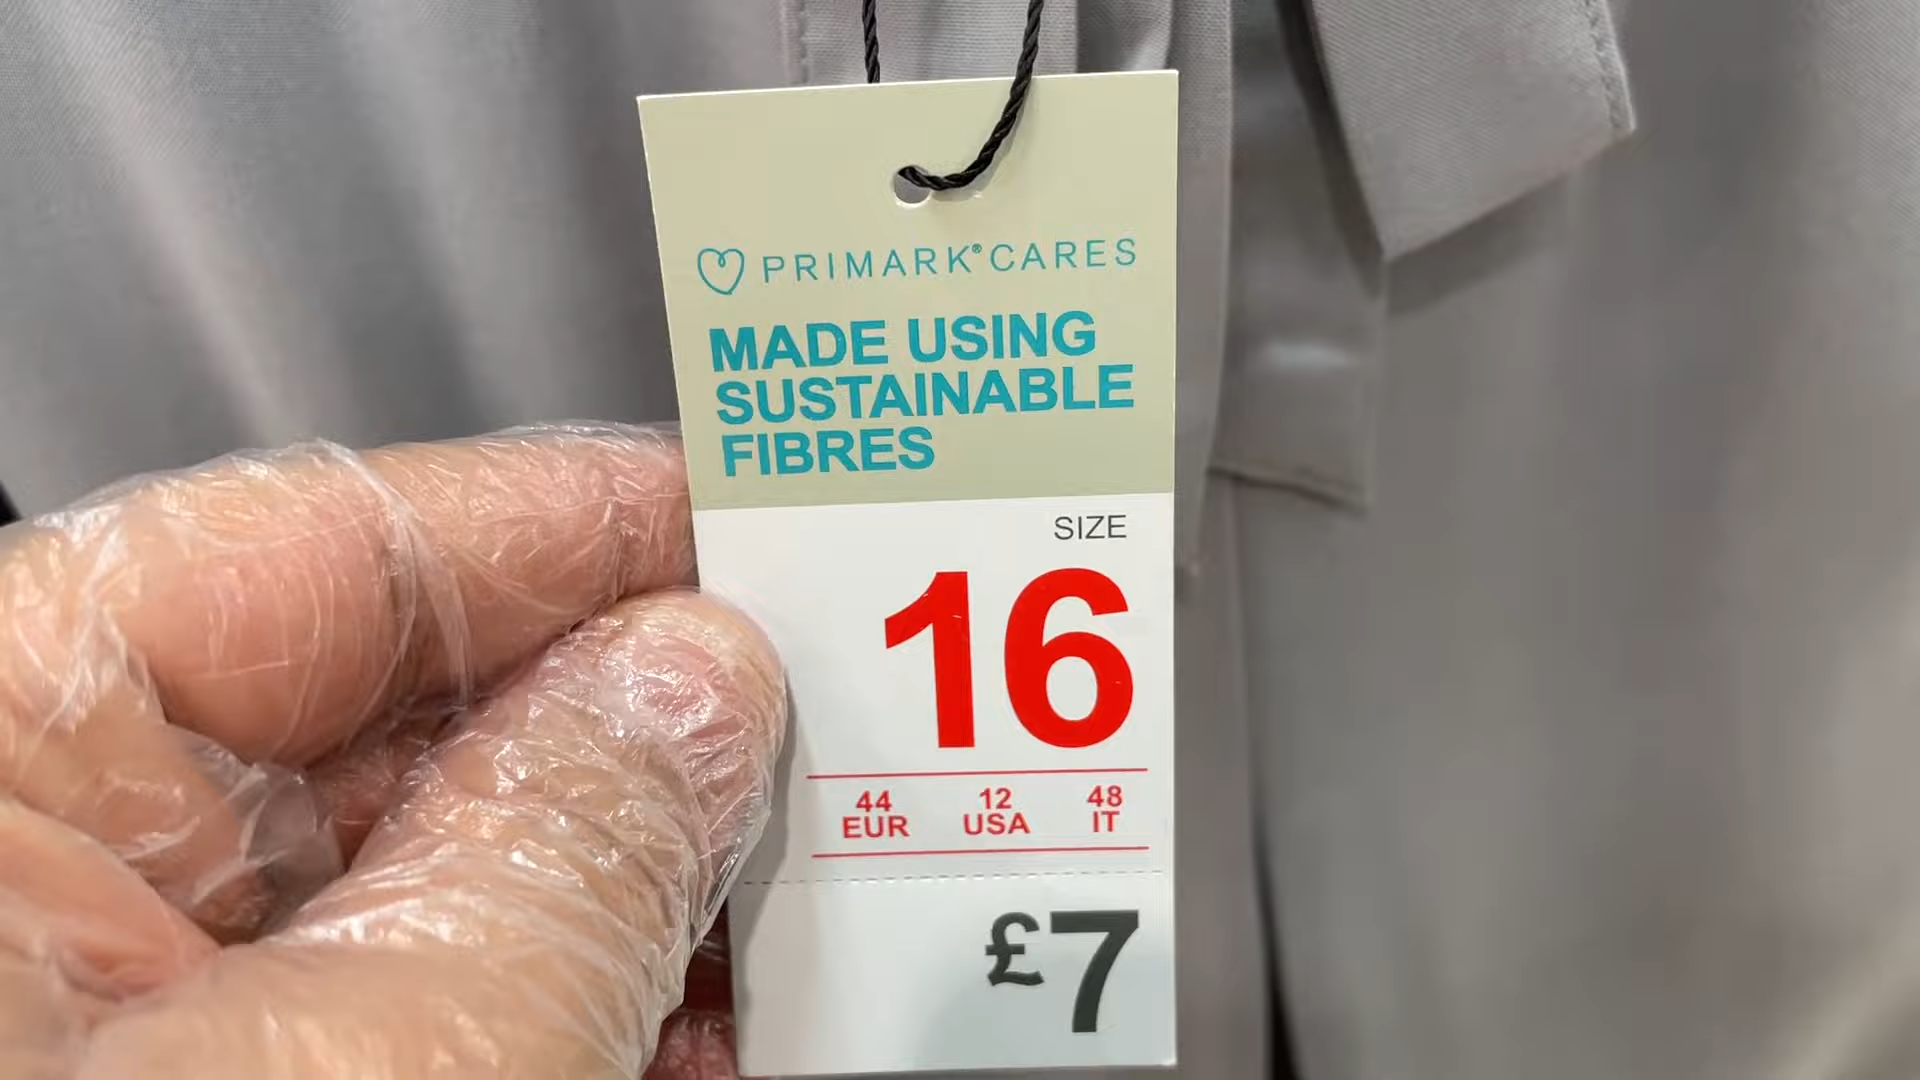 PRIMARK® CARES
MADE USING
SUSTAINABLE
FIBRES
SIZE
16
44 12 48
EUR USA IT
£7